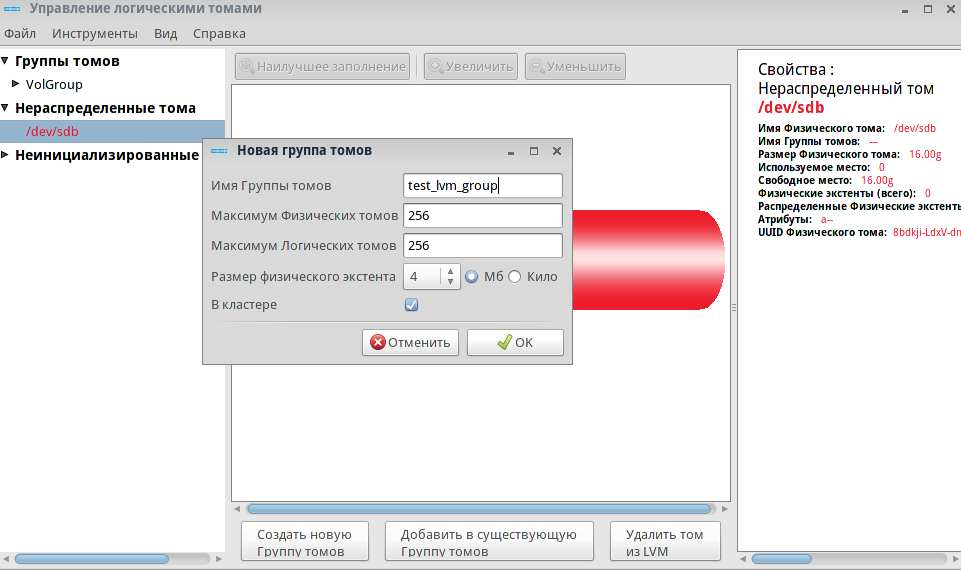 Управление логическими томами
Файл Инструменты Вид Справка
Группы томов
VolGroup
Нераспределенные тома
/dev/sdb
Неинициализированные
Наилучшее заполнение Увеличить Уменьшить
Новая группа томов
Имя Группы томов test_lvm_group
Максимум Физических томов 256
Максимум Логических томов 256
Размер физического экстента 4 Мб Кило
В кластере
Отменить OK
Создать новую
Группу томов
Добавить в существующую
Группу томов
Удалить том
из LVM
Свойства :
Нераспределенный том
/dev/sdb
Имя Физического тома: /dev/sdb
Имя Группы томов: ---
Размер Физического тома: 16.00g
Используемое место: 0
Свободное место: 16.00g
Физические экстенты (всего): 0
Распределенные Физические экстенты
Атрибуты: a--
UUID Физического тома: 8bdkji-LdxV-dn